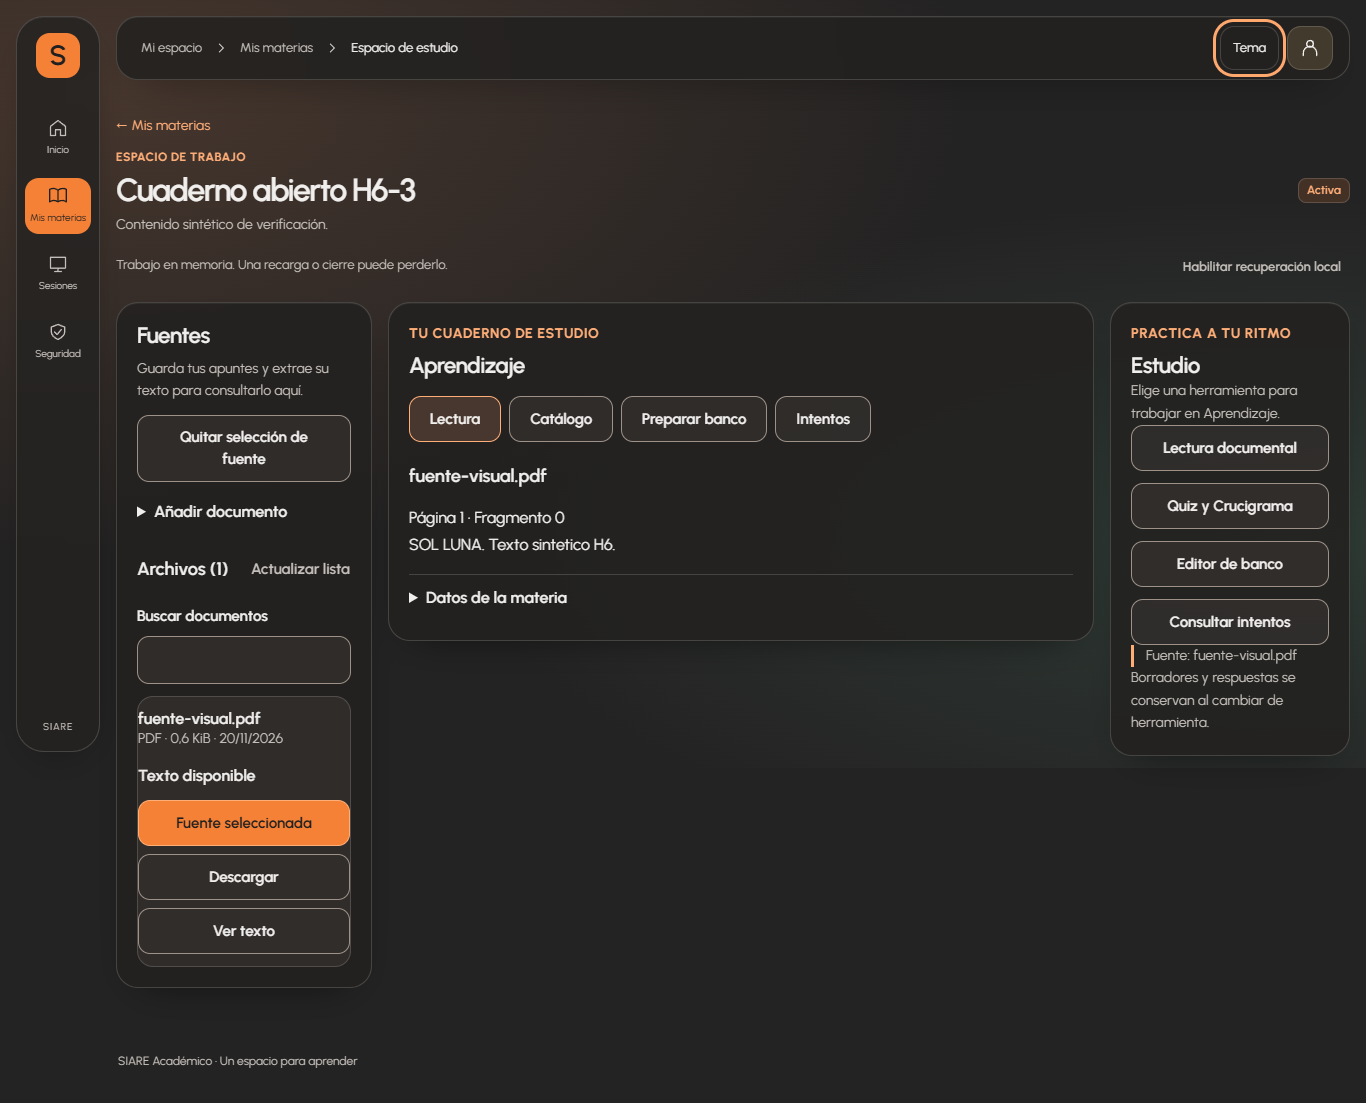 S
Inicio
Mis materias
Sesiones
Seguridad
SIARE
Mi espacio > Mis materias > Espacio de estudio
Tema
← Mis materias
ESPACIO DE TRABAJO
Cuaderno abierto H6-3
Activa
Contenido sintético de verificación.
Trabajo en memoria. Una recarga o cierre puede perderlo.
Habilitar recuperación local
Fuentes
Guarda tus apuntes y extrae su
texto para consultarlo aquí.
Quitar selección de
fuente
Añadir documento
Archivos (1)
Actualizar lista
Buscar documentos
fuente-visual.pdf
PDF · 0,6 KiB · 20/11/2026
Texto disponible
Fuente seleccionada
Descargar
Ver texto
TU CUADERNO DE ESTUDIO
Aprendizaje
Lectura
Catálogo
Preparar banco
Intentos
fuente-visual.pdf
Página 1 · Fragmento 0
SOL LUNA. Texto sintetico H6.
Datos de la materia
PRACTICA A TU RITMO
Estudio
Elige una herramienta para
trabajar en Aprendizaje.
Lectura documental
Quiz y Crucigrama
Editor de banco
Consultar intentos
Fuente: fuente-visual.pdf
Borradores y respuestas se
conservan al cambiar de
herramienta.
SIARE Académico · Un espacio para aprender